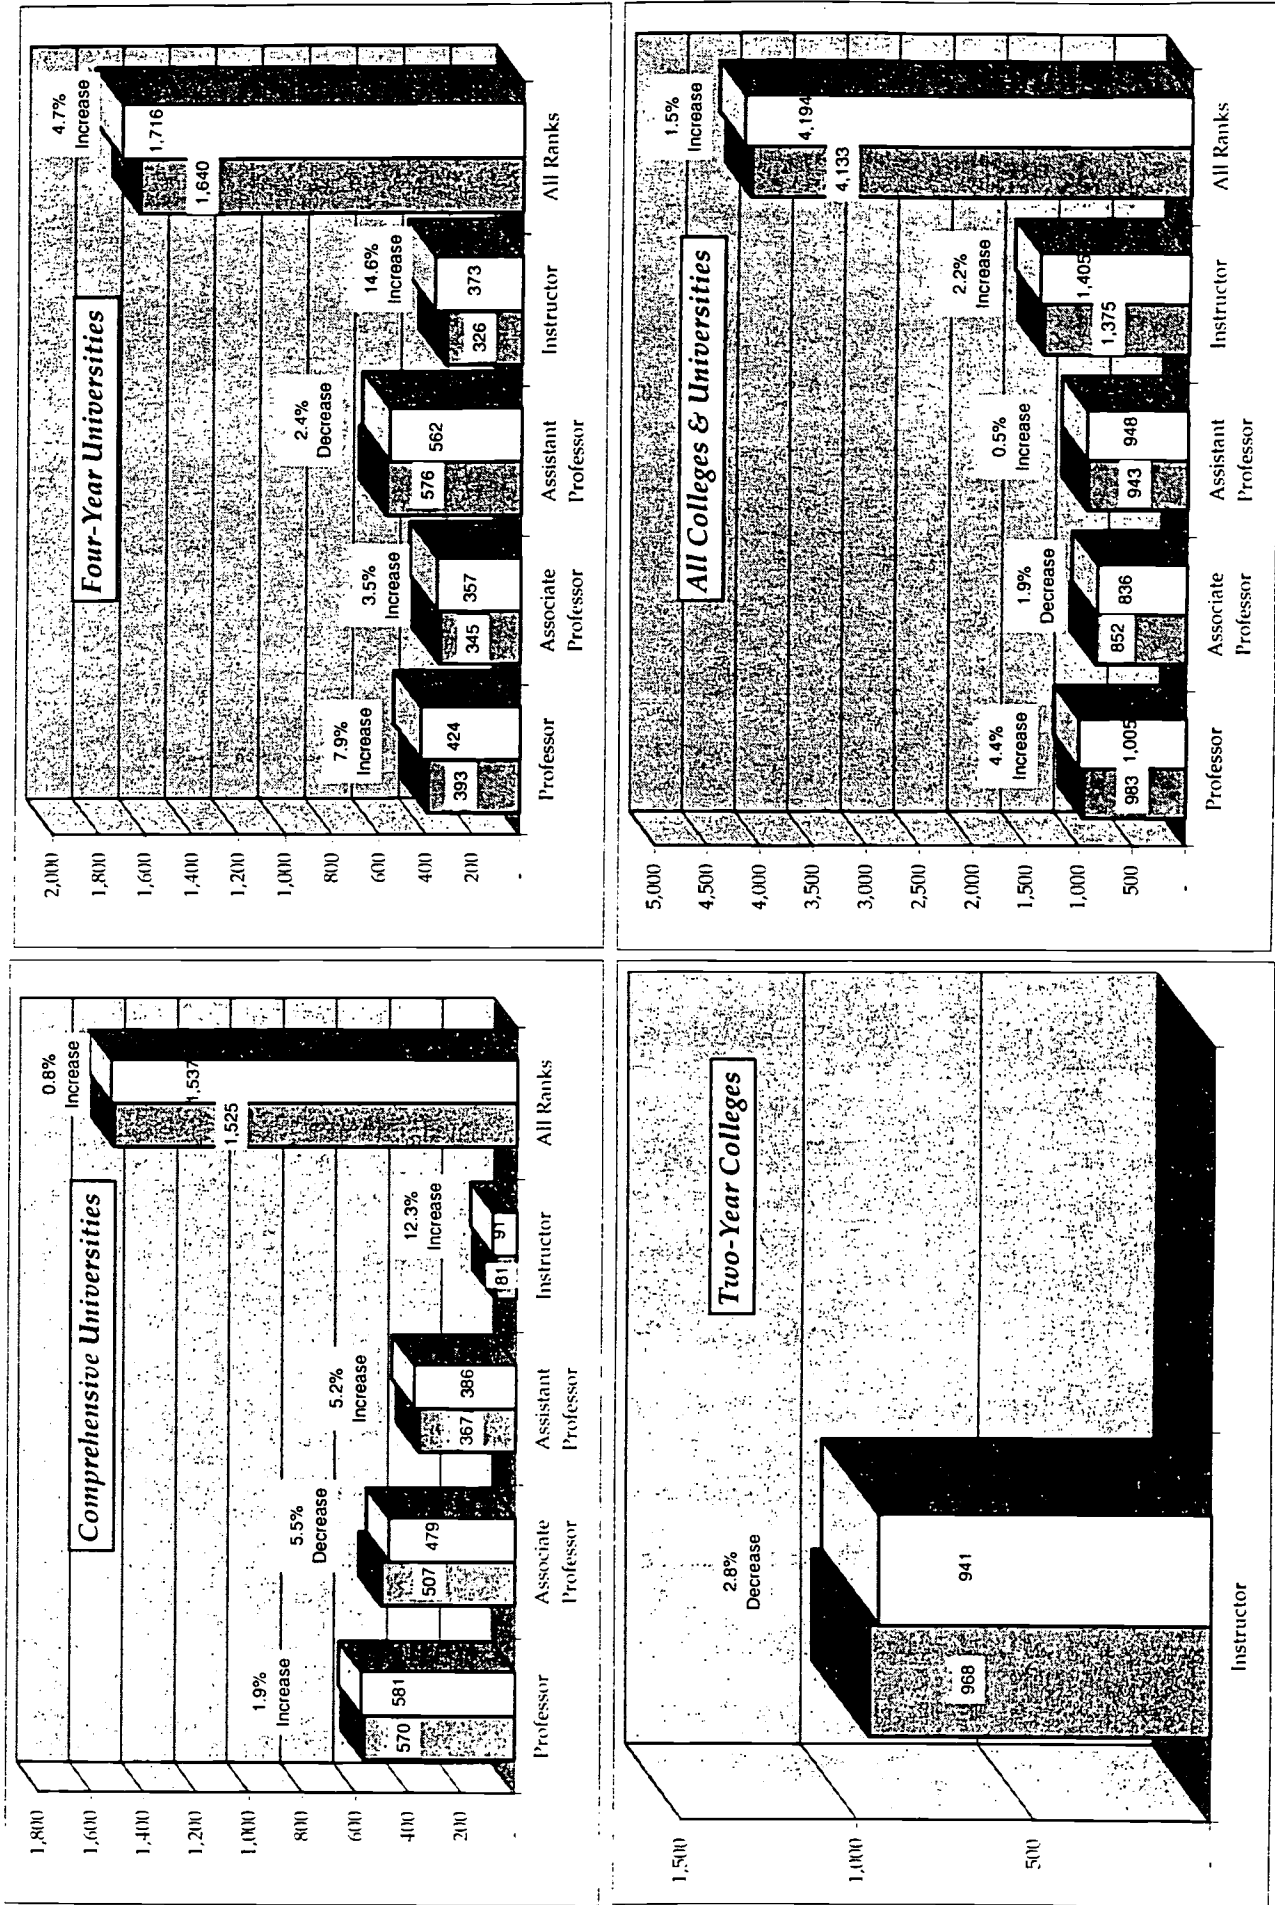 Comprehensive Universities
1,800
1,600
1,400
1,200
1,000
800
600
400
200
-
1.9%
Increase
5.5%
Decrease
5.2%
Increase
12.3%
Increase
0.8%
Increase
570
581
507
479
367
386
81
91
1,525
1,537
Professor
Associate
Professor
Assistant
Professor
Instructor
All Ranks
Four-Year Universities
2,000
1,800
1,600
1,400
1,200
1,000
800
600
400
200
-
7.9%
Increase
3.5%
Increase
2.4%
Decrease
14.6%
Increase
4.7%
Increase
393
424
345
357
576
562
326
373
1,640
1,716
Professor
Associate
Professor
Assistant
Professor
Instructor
All Ranks
Two-Year Colleges
1,500
1,000
500
-
2.8%
Decrease
968
941
Instructor
All Colleges & Universities
5,000
4,500
4,000
3,500
3,000
2,500
2,000
1,500
1,000
500
-
4.4%
Increase
1.9%
Decrease
0.5%
Increase
2.2%
Increase
1.5%
Increase
983
1,005
852
836
943
948
1,375
1,405
4,133
4,194
Professor
Associate
Professor
Assistant
Professor
Instructor
All Ranks